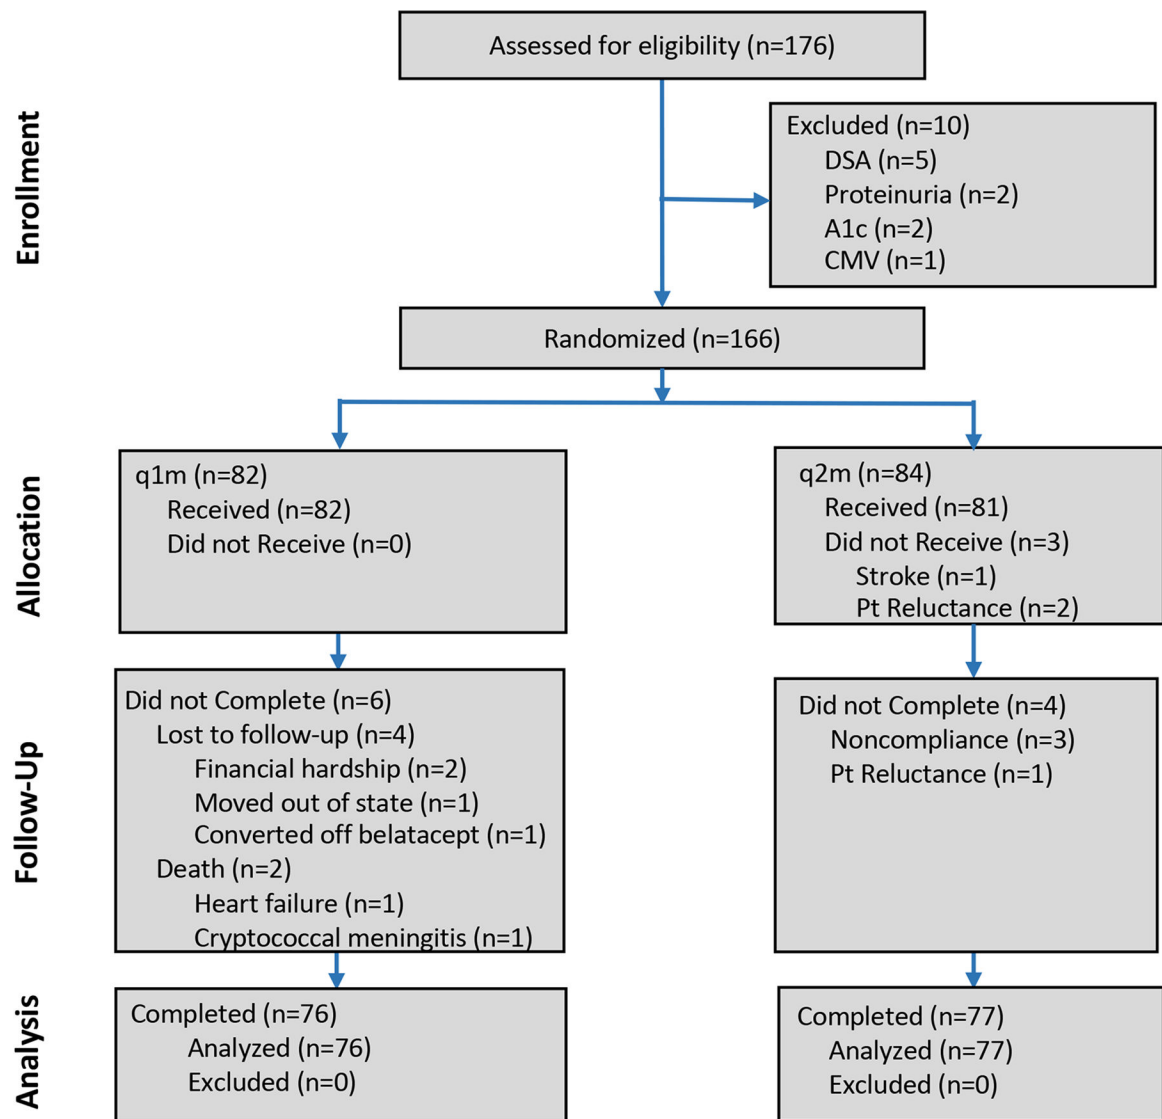 Assessed for eligibility (n=176)
Enrollment
Excluded (n=10)
DSA (n=5)
Proteinuria (n=2)
A1c (n=2)
CMV (n=1)
Randomized (n=166)
Allocation
q1m (n=82)
Received (n=82)
Did not Receive (n=0)
q2m (n=84)
Received (n=81)
Did not Receive (n=3)
Stroke (n=1)
Pt Reluctance (n=2)
Follow-Up
Did not Complete (n=6)
Lost to follow-up (n=4)
Financial hardship (n=2)
Moved out of state (n=1)
Converted off belatacept (n=1)
Death (n=2)
Heart failure (n=1)
Cryptococcal meningitis (n=1)
Did not Complete (n=4)
Noncompliance (n=3)
Pt Reluctance (n=1)
Analysis
Completed (n=76)
Analyzed (n=76)
Excluded (n=0)
Completed (n=77)
Analyzed (n=77)
Excluded (n=0)